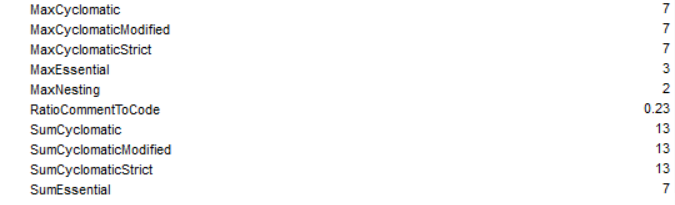 MaxCyclomatic 7
MaxCyclomaticModified 7
MaxCyclomaticStrict 7
MaxEssential 3
MaxNesting 2
RatioCommentToCode 0.23
SumCyclomatic 13
SumCyclomaticModified 13
SumCyclomaticStrict 13
SumEssential 7